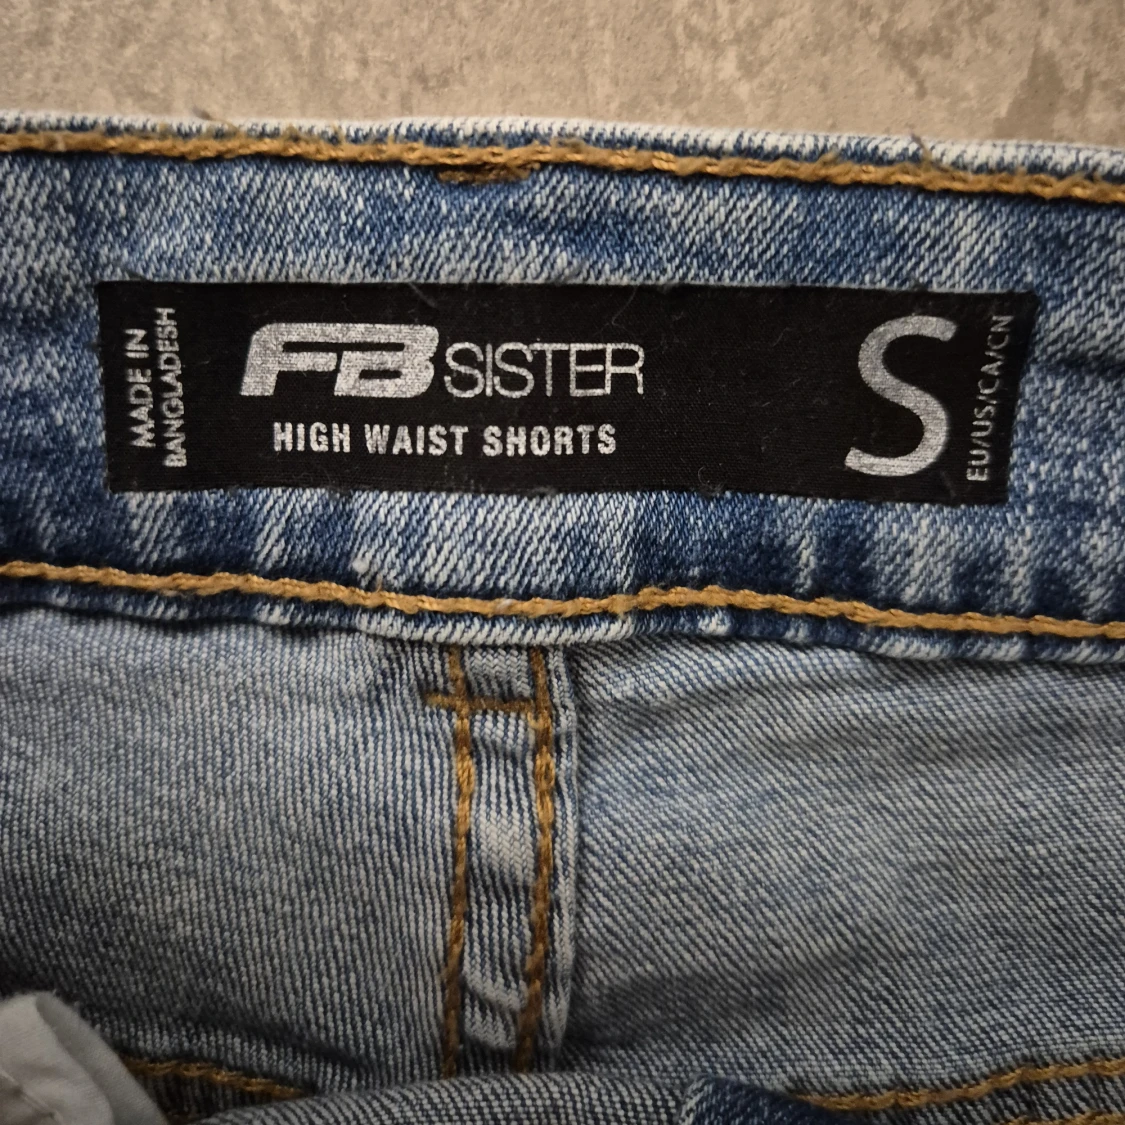 MADE IN
BANGLADESH
FB SISTER
HIGH WAIST SHORTS
S
EU/US/CA/CN